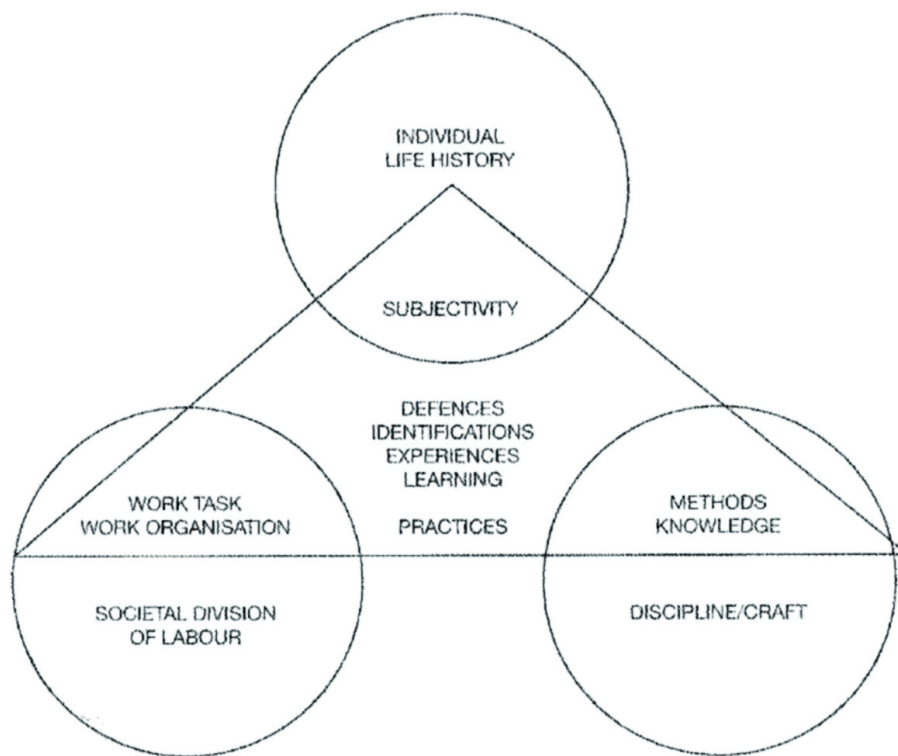 INDIVIDUAL
LIFE HISTORY
SUBJECTIVITY
DEFENCES
IDENTIFICATIONS
EXPERIENCES
LEARNING
PRACTICES
WORK TASK
WORK ORGANISATION
METHODS
KNOWLEDGE
SOCIETAL DIVISION
OF LABOUR
DISCIPLINE/CRAFT